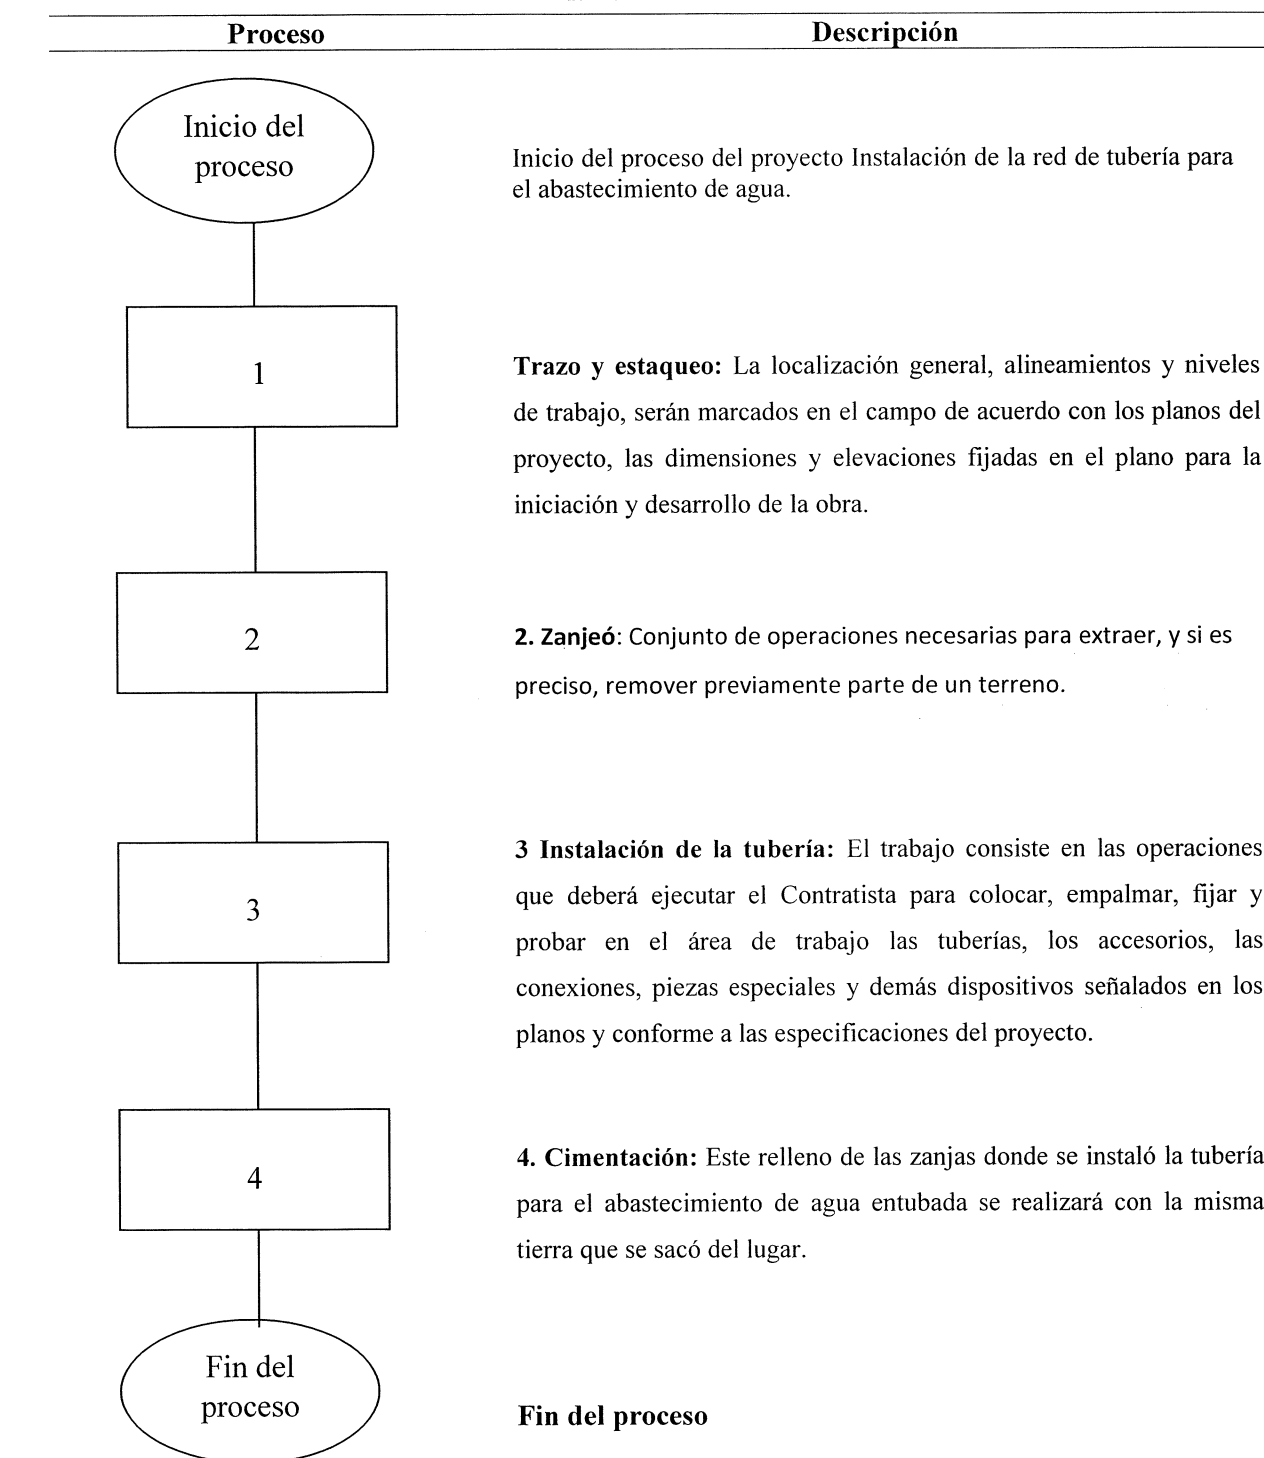 Proceso Descripción
Inicio del
proceso
Inicio del proceso del proyecto Instalación de la red de tubería para
el abastecimiento de agua.
1
Trazo y estaqueo: La localización general, alineamientos y niveles
de trabajo, serán marcados en el campo de acuerdo con los planos del
proyecto, las dimensiones y elevaciones fijadas en el plano para la
iniciación y desarrollo de la obra.
2
2. Zanjeó: Conjunto de operaciones necesarias para extraer, y si es
preciso, remover previamente parte de un terreno.
3
3 Instalación de la tubería: El trabajo consiste en las operaciones
que deberá ejecutar el Contratista para colocar, empalmar, fijar y
probar en el área de trabajo las tuberías, los accesorios, las
conexiones, piezas especiales y demás dispositivos señalados en los
planos y conforme a las especificaciones del proyecto.
4
4. Cimentación: Este relleno de las zanjas donde se instaló la tubería
para el abastecimiento de agua entubada se realizará con la misma
tierra que se sacó del lugar.
Fin del
proceso
Fin del proceso